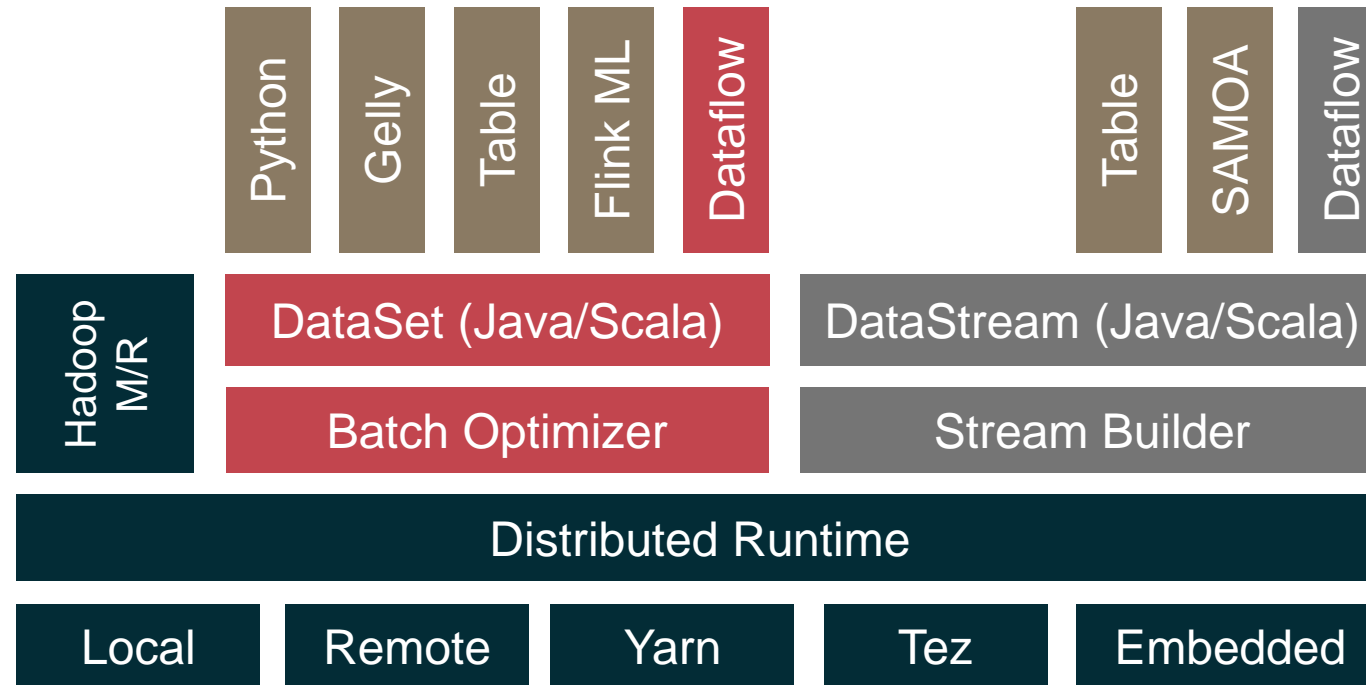 Python
Gelly
Table
Flink ML
Dataflow
Table
SAMOA
Dataflow
Hadoop
M/R
DataSet (Java/Scala)
DataStream (Java/Scala)
Batch Optimizer
Stream Builder
Distributed Runtime
Local
Remote
Yarn
Tez
Embedded